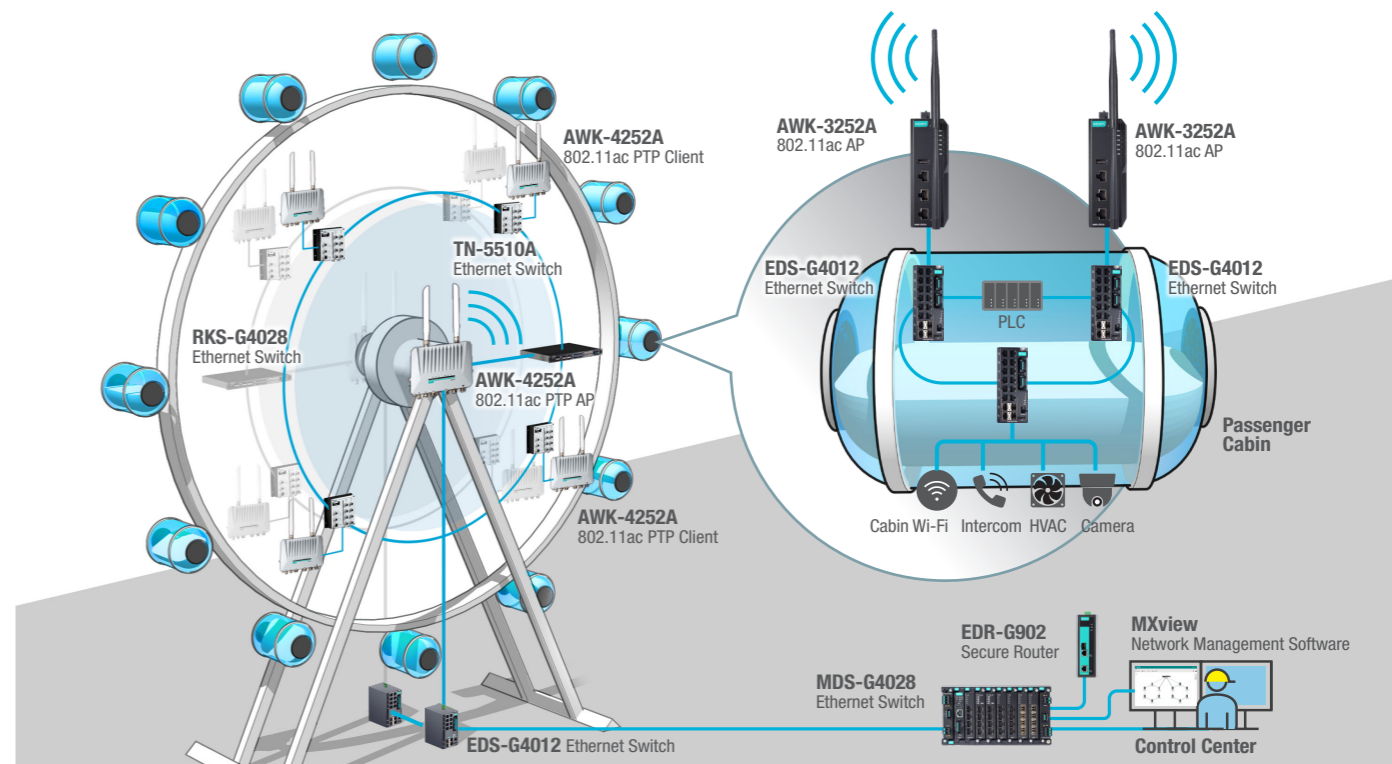 AWK-4252A
802.11ac PTP Client
TN-5510A
Ethernet Switch
RKS-G4028
Ethernet Switch
AWK-4252A
802.11ac PTP AP
AWK-4252A
802.11ac PTP Client
EDS-G4012 Ethernet Switch
AWK-3252A
802.11ac AP
AWK-3252A
802.11ac AP
EDS-G4012
Ethernet Switch
EDS-G4012
Ethernet Switch
PLC
Passenger
Cabin
Cabin Wi-Fi
Intercom
HVAC
Camera
EDR-G902
Secure Router
MXview
Network Management Software
MDS-G4028
Ethernet Switch
Control Center